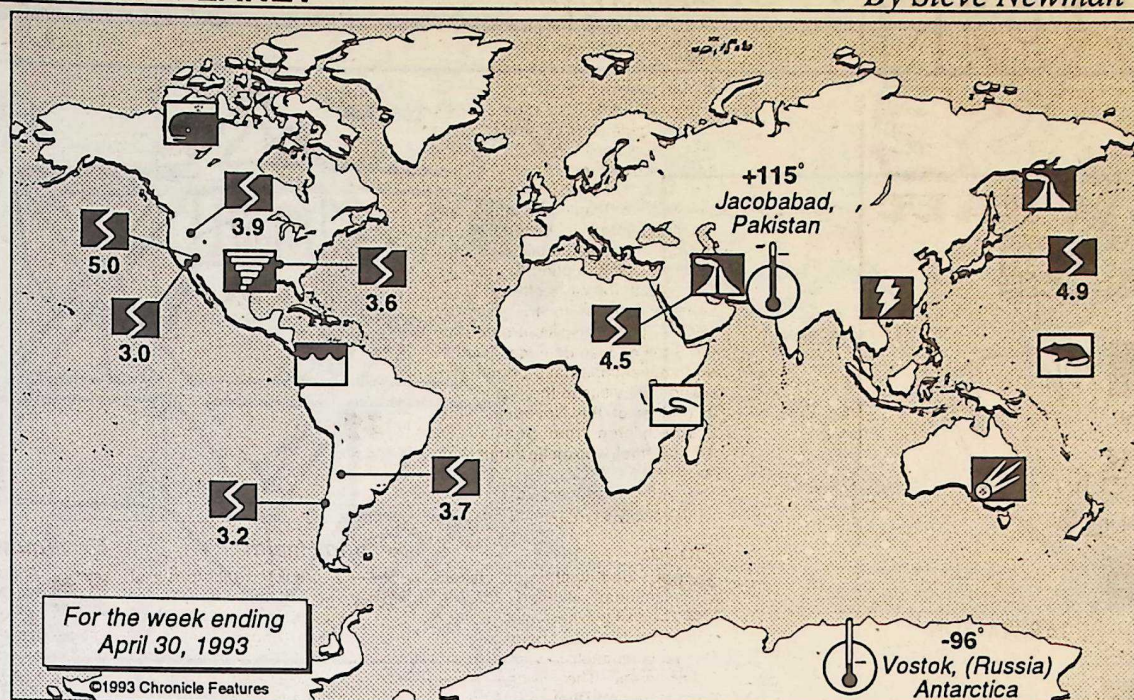 By Steve Newman
+115°
Jacobabad,
Pakistan
3.9
5.0
3.6
3.0
4.5
4.9
3.7
3.2
For the week ending
April 30, 1993
©1993 Chronicle Features
-96°
Vostok, (Russia)
Antarctica